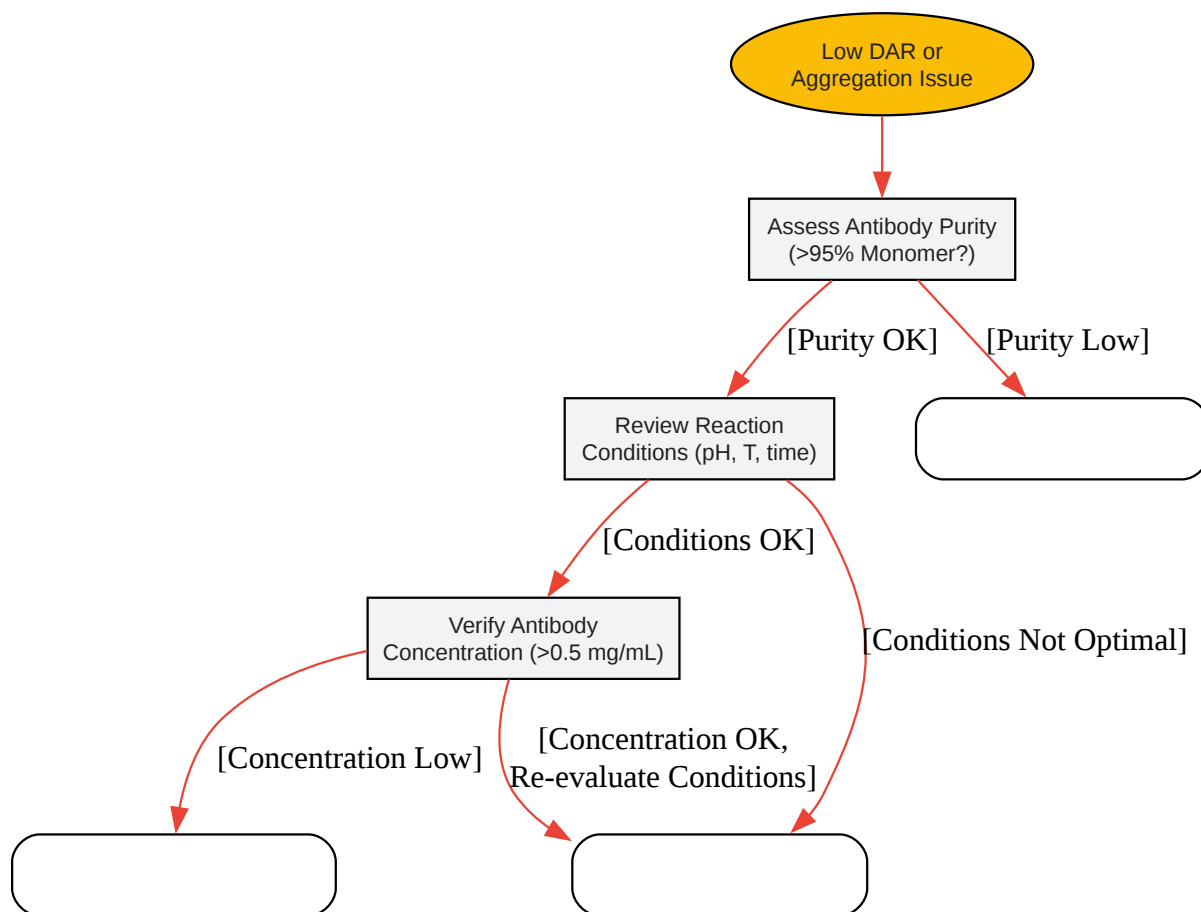 Low DAR or
Aggregation Issue
Assess Antibody Purity
(>95% Monomer?)
[Purity OK]
[Purity Low]
Review Reaction
Conditions (pH, T, time)
[Conditions OK]
[Conditions Not Optimal]
Verify Antibody
Concentration (>0.5 mg/mL)
[Concentration Low]
[Concentration OK,
Re-evaluate Conditions]